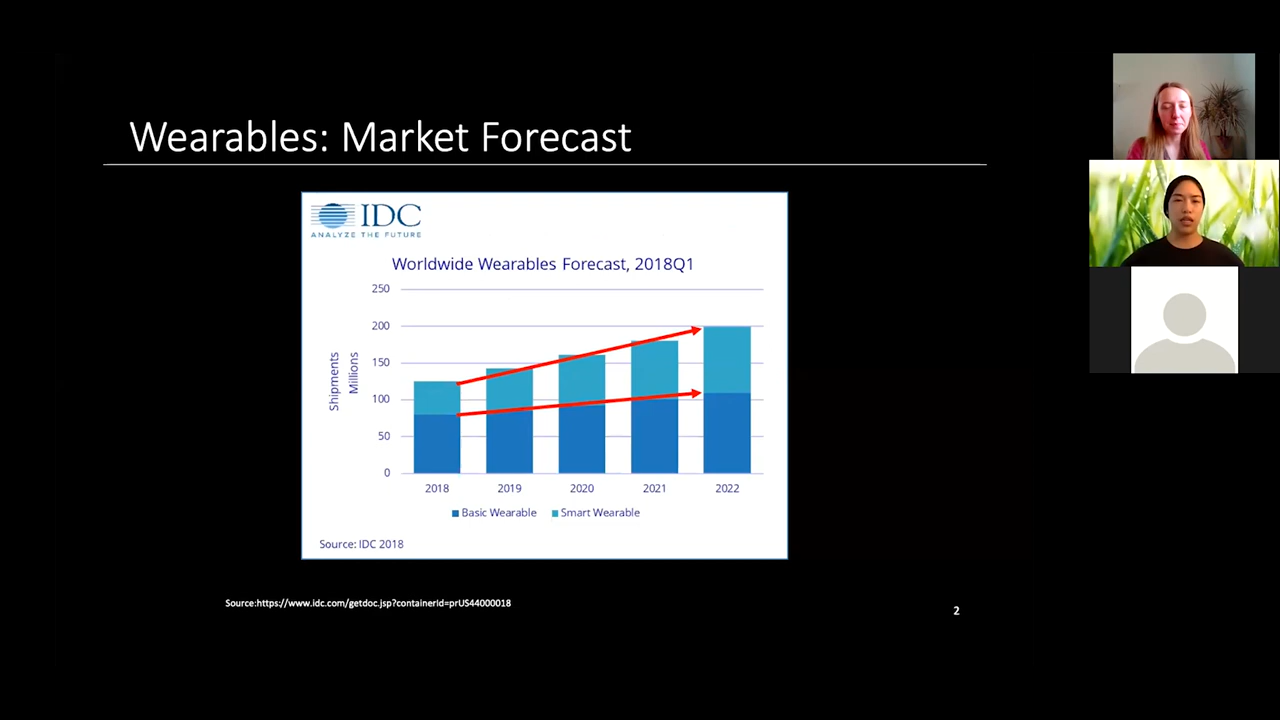 Wearables: Market Forecast
IDC
ANALYZE THE FUTURE
Worldwide Wearables Forecast, 2018Q1
Shipments
Millions
250
200
150
100
50
0
2018 2019 2020 2021 2022
Basic Wearable Smart Wearable
Source: IDC 2018
Source:https://www.idc.com/getdoc.jsp?containerId=prUS44000018
2